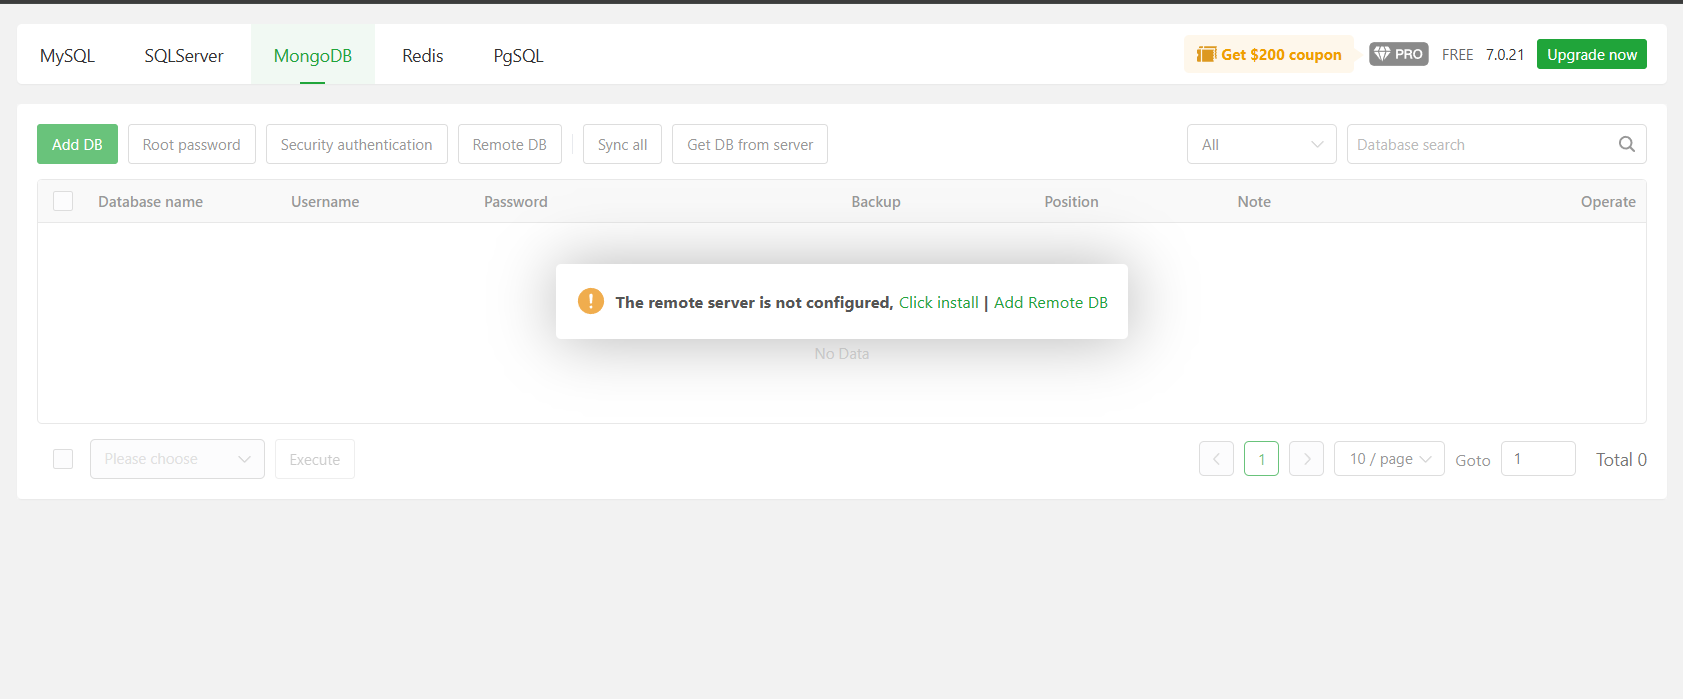 MySQL SQLServer MongoDB Redis PgSQL Get $200 coupon PRO FREE 7.0.21 Upgrade now
Add DB Root password Security authentication Remote DB Sync all Get DB from server All Database search
Database name Username Password Backup Position Note Operate
The remote server is not configured, Click install | Add Remote DB
No Data
Please choose Execute 1 10 / page Goto 1 Total 0